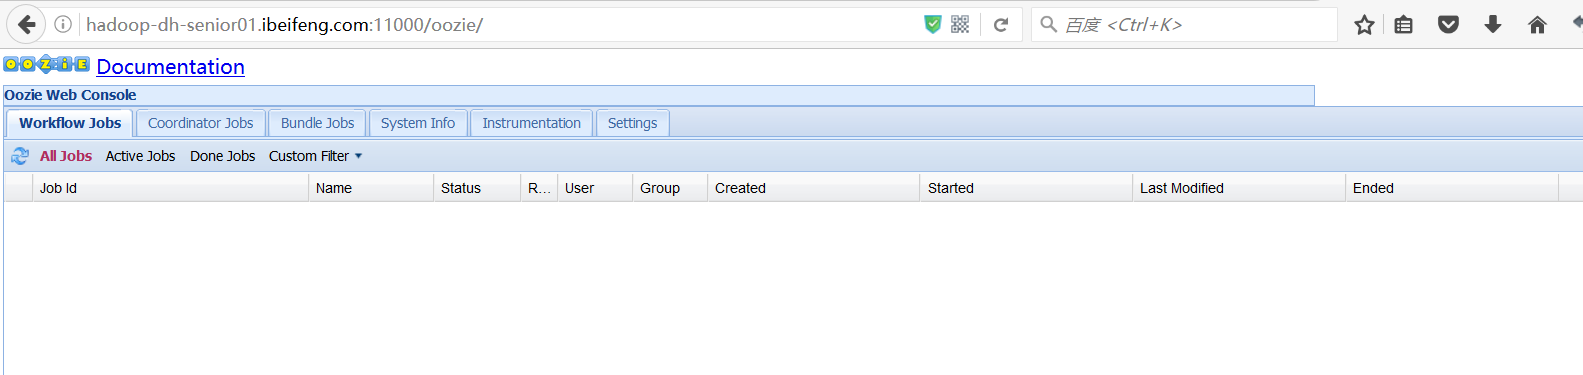 hadoop-dh-senior01.ibeifeng.com:11000/oozie/
百度 <Ctrl+K>
OOZiE Documentation
Oozie Web Console
Workflow Jobs Coordinator Jobs Bundle Jobs System Info Instrumentation Settings
All Jobs Active Jobs Done Jobs Custom Filter
Job Id Name Status R... User Group Created Started Last Modified Ended